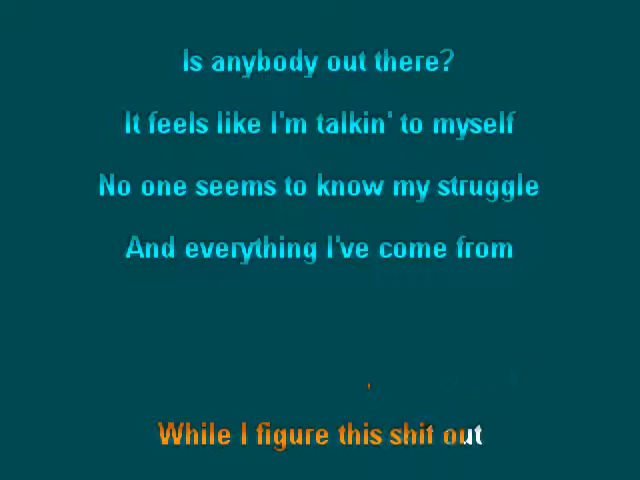 Is anybody out there?
It feels like I'm talkin' to myself
No one seems to know my struggle
And everything I've come from
While I figure this shit out